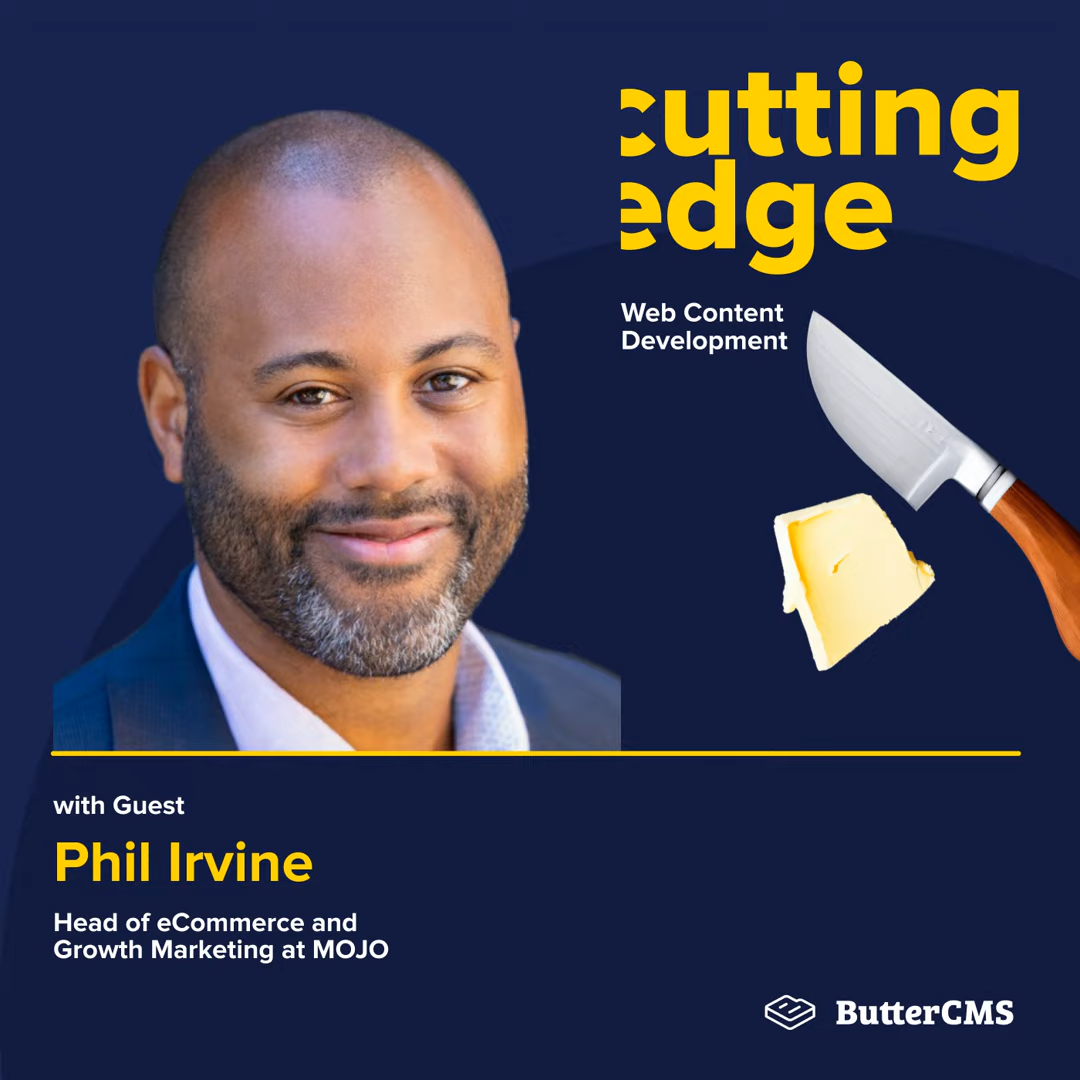 cutting
edge
Web Content
Development
with Guest
Phil Irvine
Head of eCommerce and
Growth Marketing at MOJO
ButterCMS